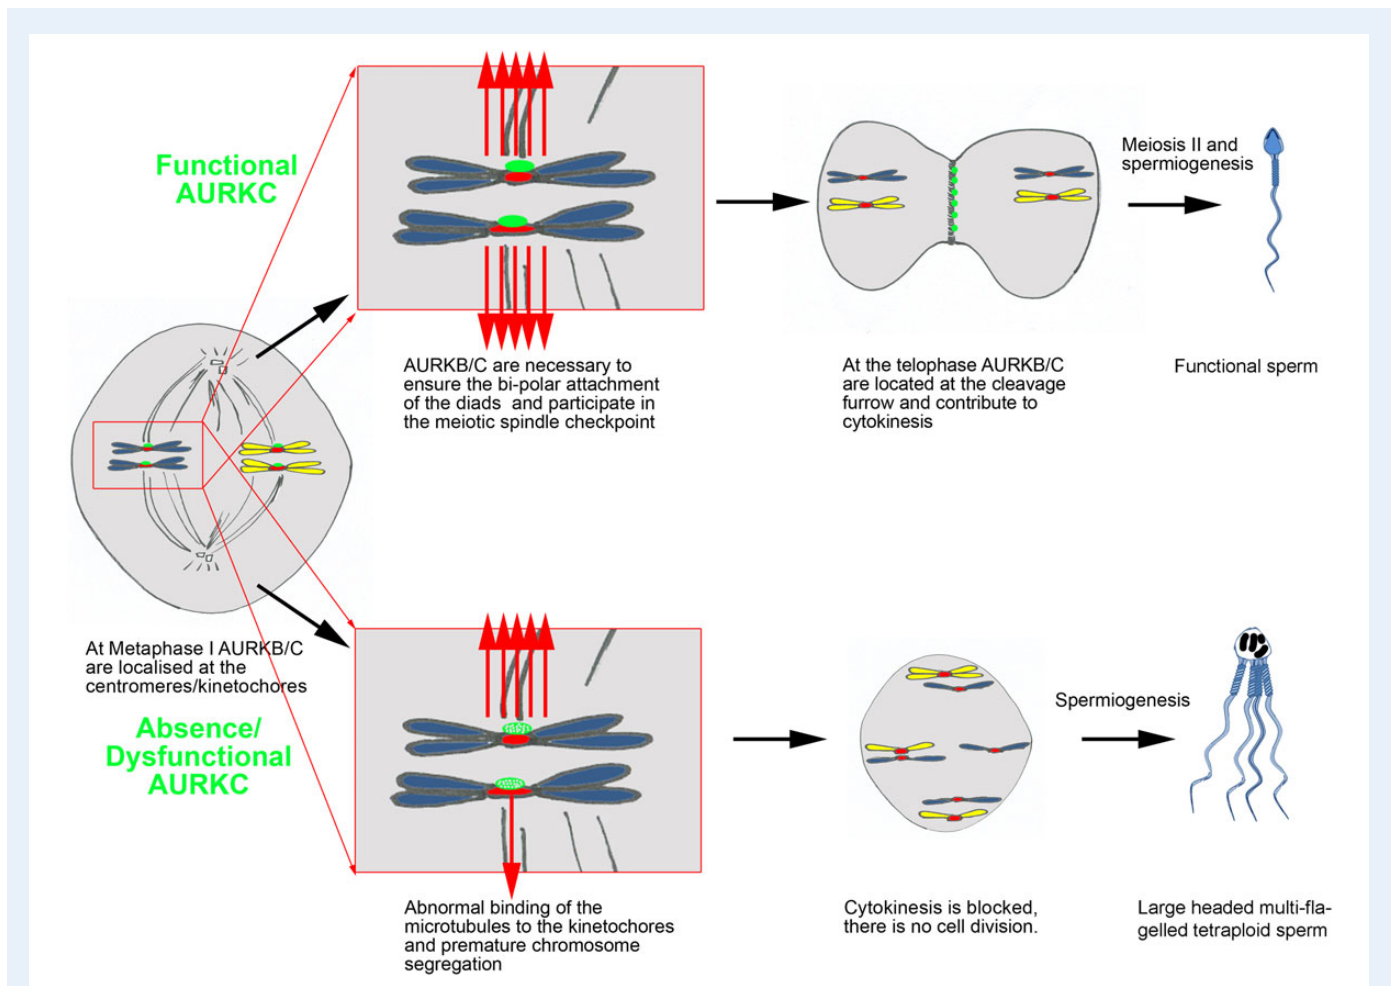 Functional
AURKC
AURKB/C are necessary to
ensure the bi-polar attachment
of the diads and participate in
the meiotic spindle checkpoint
At the telophase AURKB/C
are located at the cleavage
furrow and contribute to
cytokinesis
Meiosis II and
spermiogenesis
Functional sperm
At Metaphase I AURKB/C
are localised at the
centromeres/kinetochores
Absence/
Dysfunctional
AURKC
Abnormal binding of the
microtubules to the kinetochores
and premature chromosome
segregation
Cytokinesis is blocked,
there is no cell division.
Spermiogenesis
Large headed multi-fla-
gelled tetraploid sperm